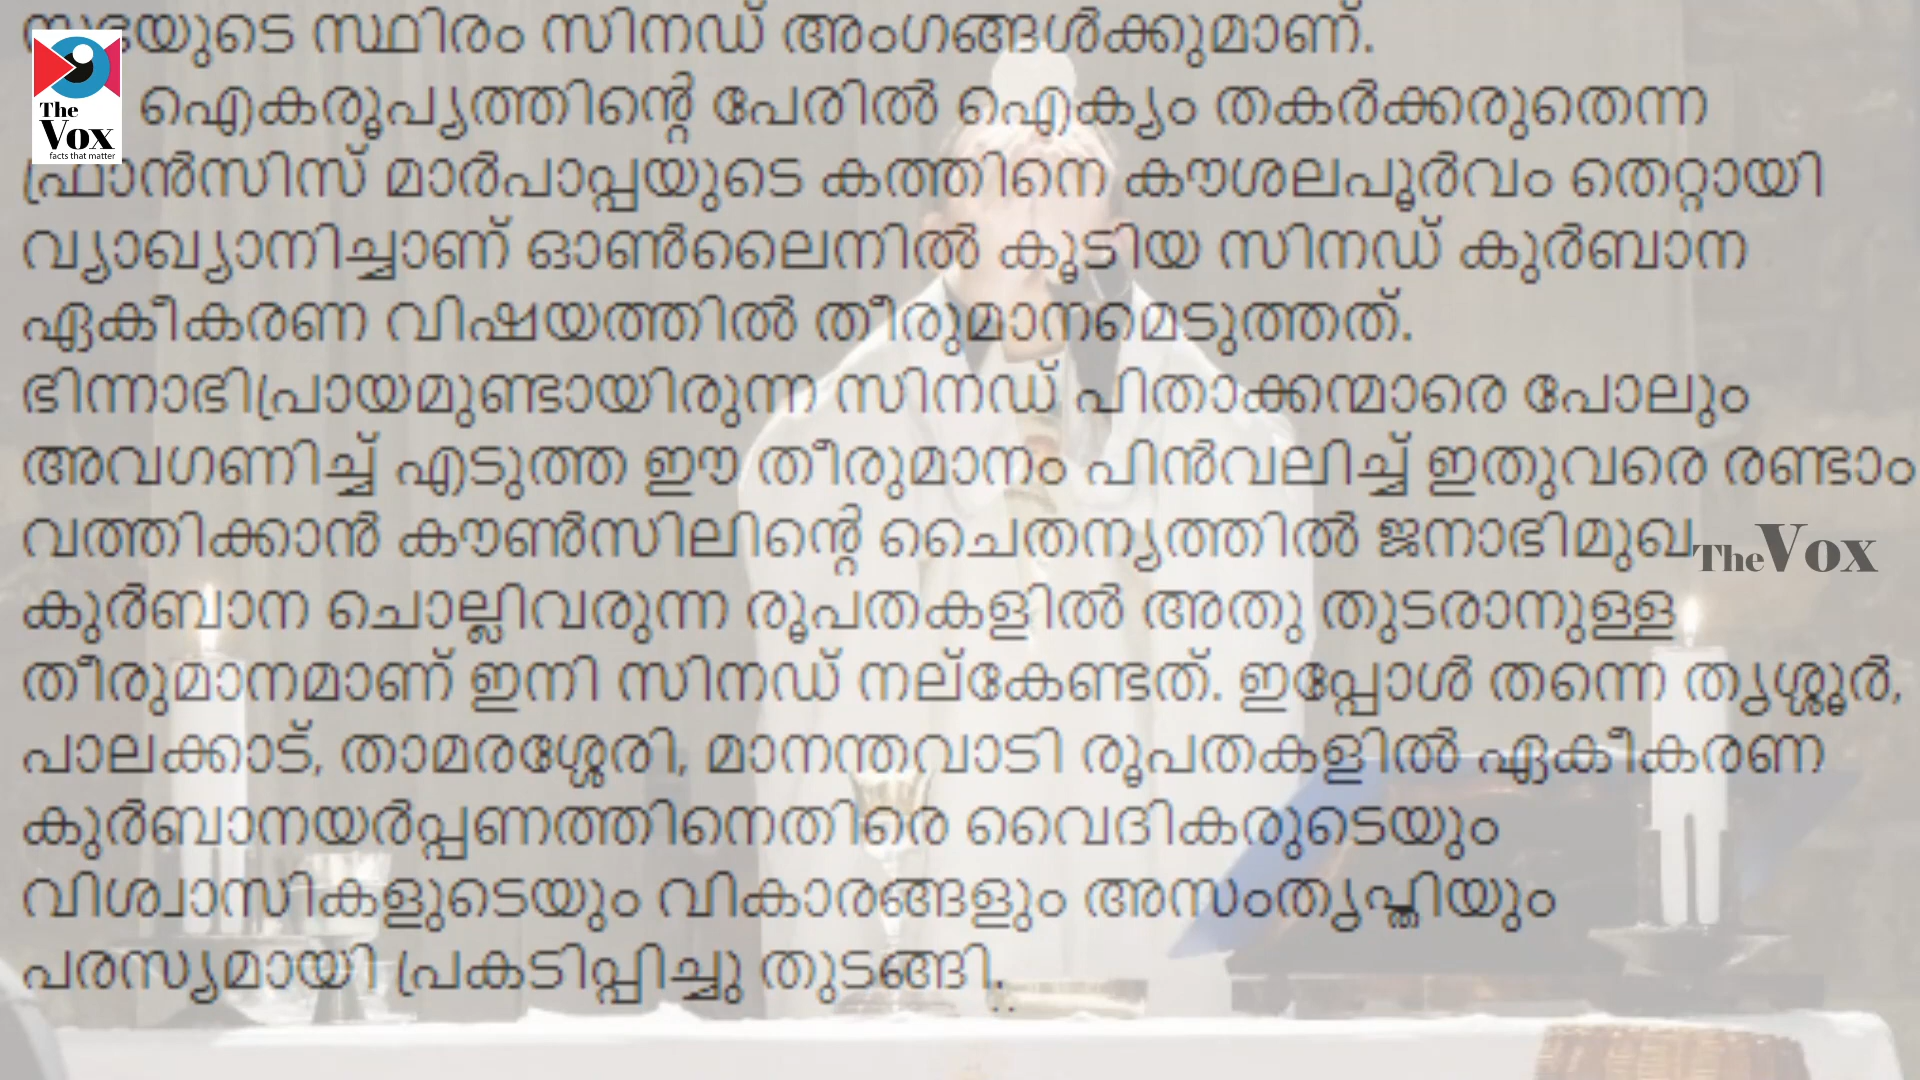 സഭയുടെ സ്ഥിരം സിനഡ് അംഗങ്ങൾക്കുമാണ്.
The
Vox
facts that matter
ഐകരൂപ്യത്തിന്റെ പേരിൽ ഐക്യം തകർക്കരുതെന്ന
ഫ്രാൻസിസ് മാർപാപ്പയുടെ കത്തിനെ കൗശലപൂർവം തെറ്റായി
വ്യാഖ്യാനിച്ചാണ് ഓൺലൈനിൽ കൂടിയ സിനഡ് കുർബാന
ഏകീകരണ വിഷയത്തിൽ തീരുമാനമെടുത്തത്.
ഭിന്നാഭിപ്രായമുണ്ടായിരുന്ന സിനഡ് പിതാക്കന്മാരെ പോലും
അവഗണിച്ച് എടുത്ത ഈ തീരുമാനം പിൻവലിച്ച് ഇതുവരെ രണ്ടാം
വത്തിക്കാൻ കൗൺസിലിന്റെ ചൈതന്യത്തിൽ ജനാഭിമുഖ
TheVox
കുർബാന ചൊല്ലിവരുന്ന രൂപതകളിൽ അതു തുടരാനുള്ള
തീരുമാനമാണ് ഇനി സിനഡ് നല്കേണ്ടത്. ഇപ്പോൾ തന്നെ തൃശ്ശൂർ,
പാലക്കാട്, താമരശ്ശേരി, മാനന്തവാടി രൂപതകളിൽ ഏകീകരണ
കുർബാനയർപ്പണത്തിനെതിരെ വൈദികരുടെയും
വിശ്വാസികളുടെയും വികാരങ്ങളും അസംതൃപ്തിയും
പരസ്യമായി പ്രകടിപ്പിച്ചു തുടങ്ങി..